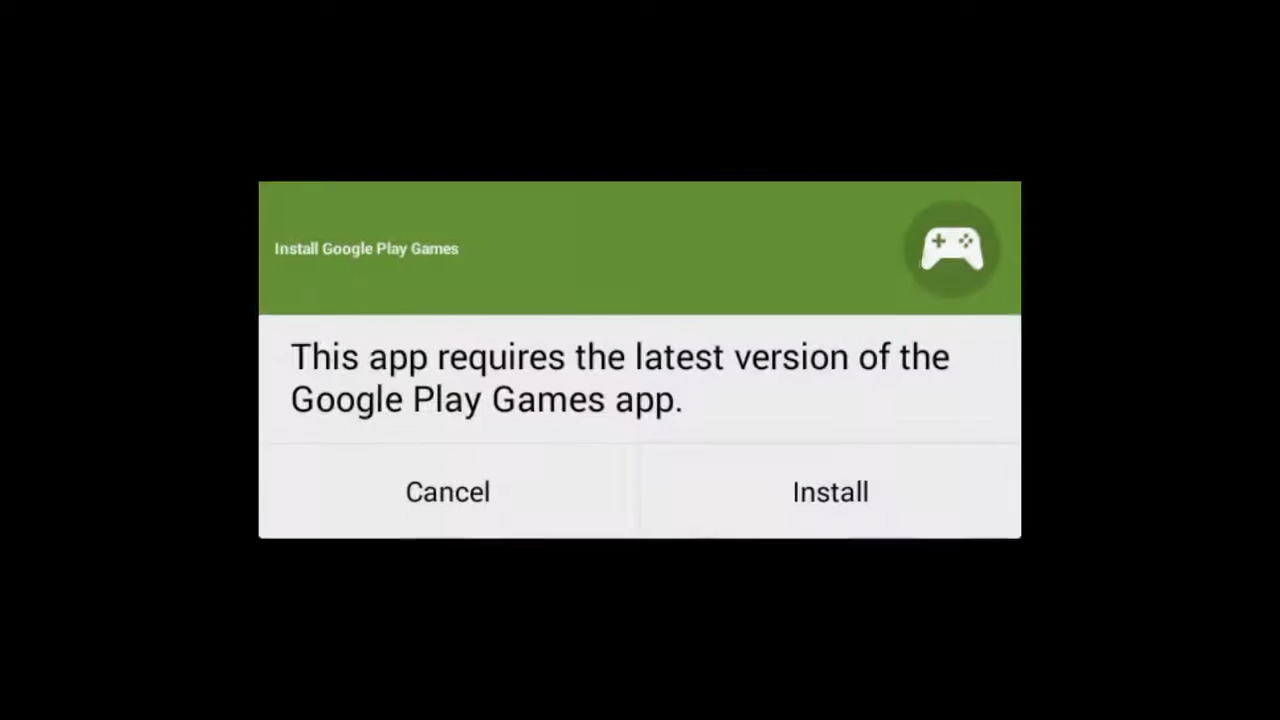 Install Google Play Games
This app requires the latest version of the
Google Play Games app.
Cancel
Install